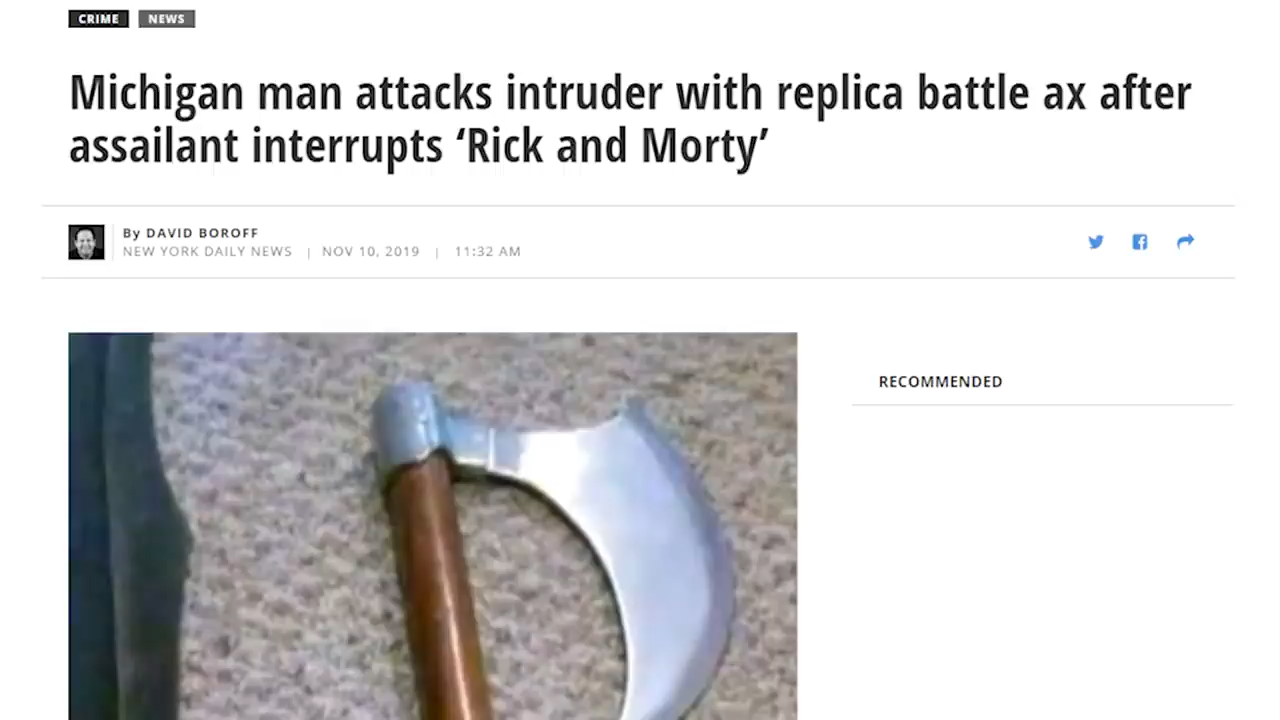 CRIME NEWS
Michigan man attacks intruder with replica battle ax after
assailant interrupts ‘Rick and Morty’
By DAVID BOROFF
NEW YORK DAILY NEWS | NOV 10, 2019 | 11:32 AM
RECOMMENDED